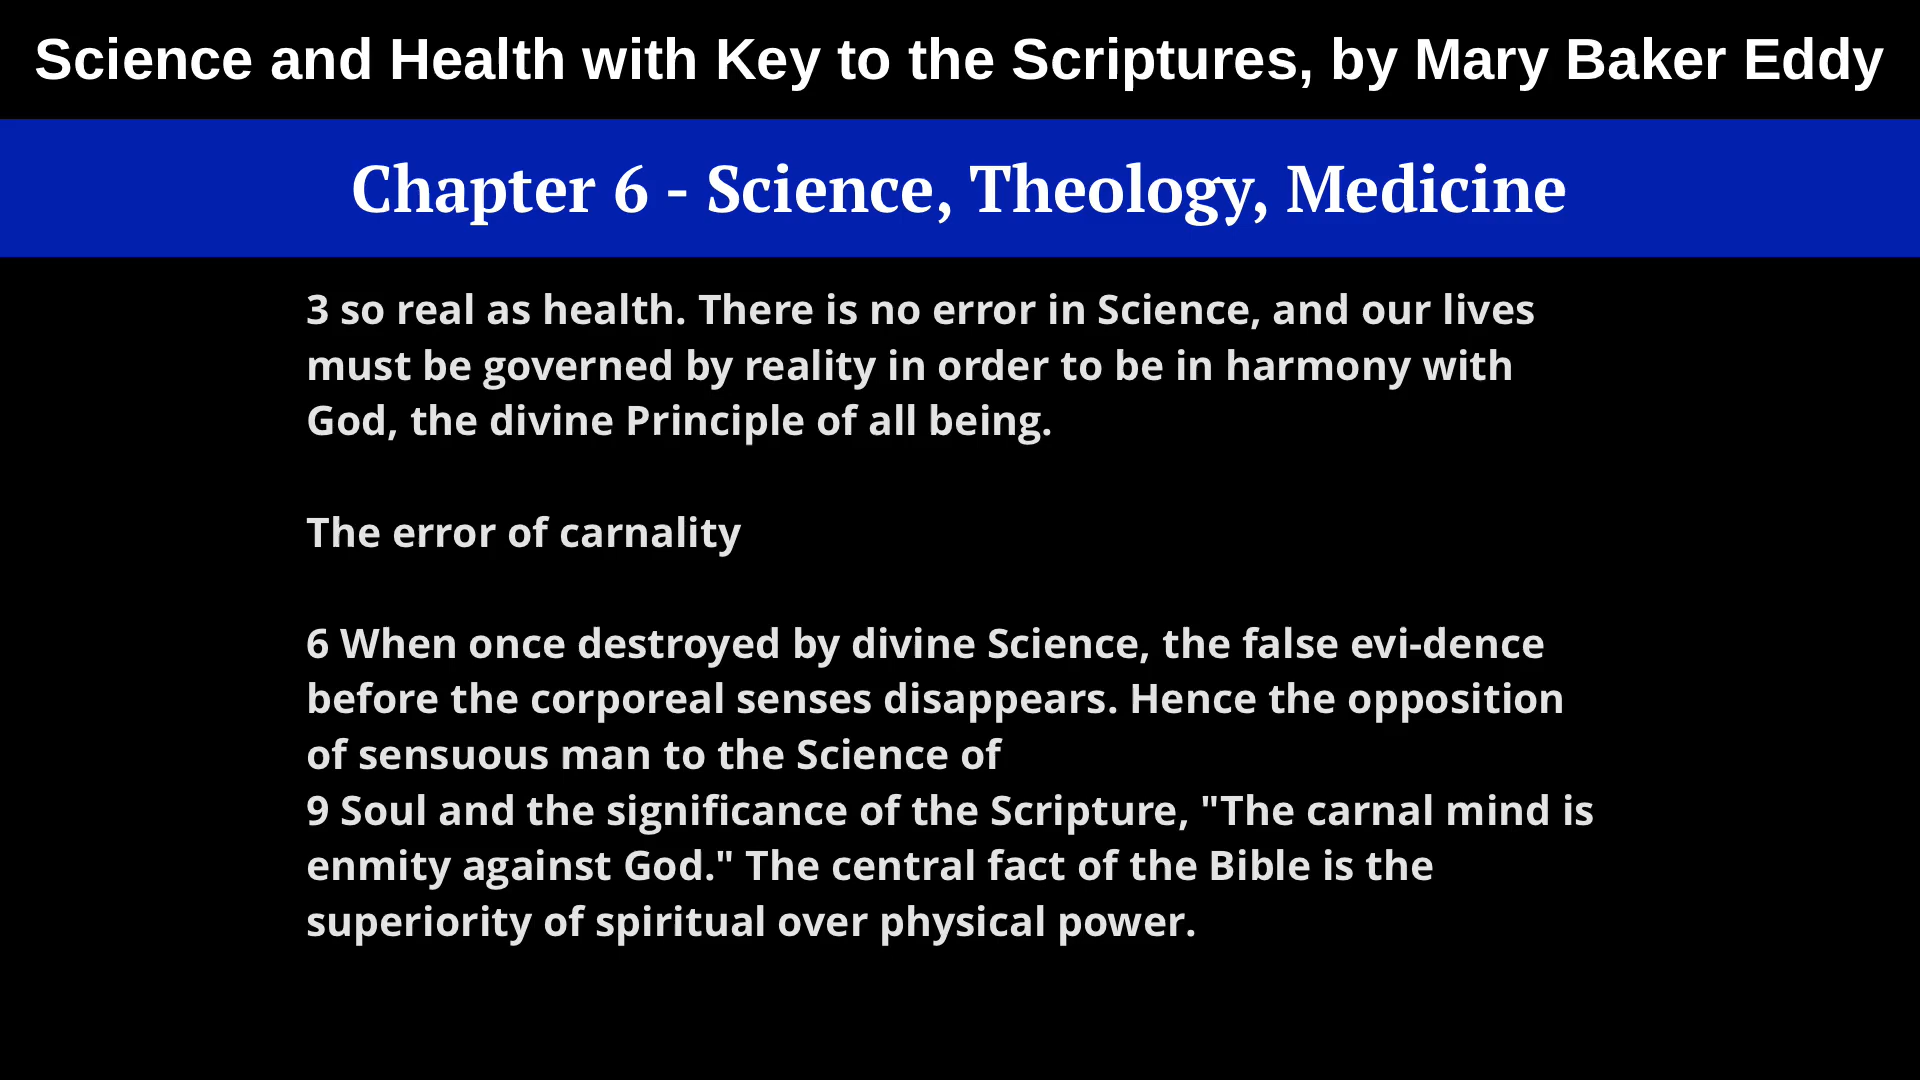 Science and Health with Key to the Scriptures, by Mary Baker Eddy
Chapter 6 - Science, Theology, Medicine
3 so real as health. There is no error in Science, and our lives
must be governed by reality in order to be in harmony with
God, the divine Principle of all being.
The error of carnality
6 When once destroyed by divine Science, the false evi-dence
before the corporeal senses disappears. Hence the opposition
of sensuous man to the Science of
9 Soul and the significance of the Scripture, "The carnal mind is
enmity against God." The central fact of the Bible is the
superiority of spiritual over physical power.